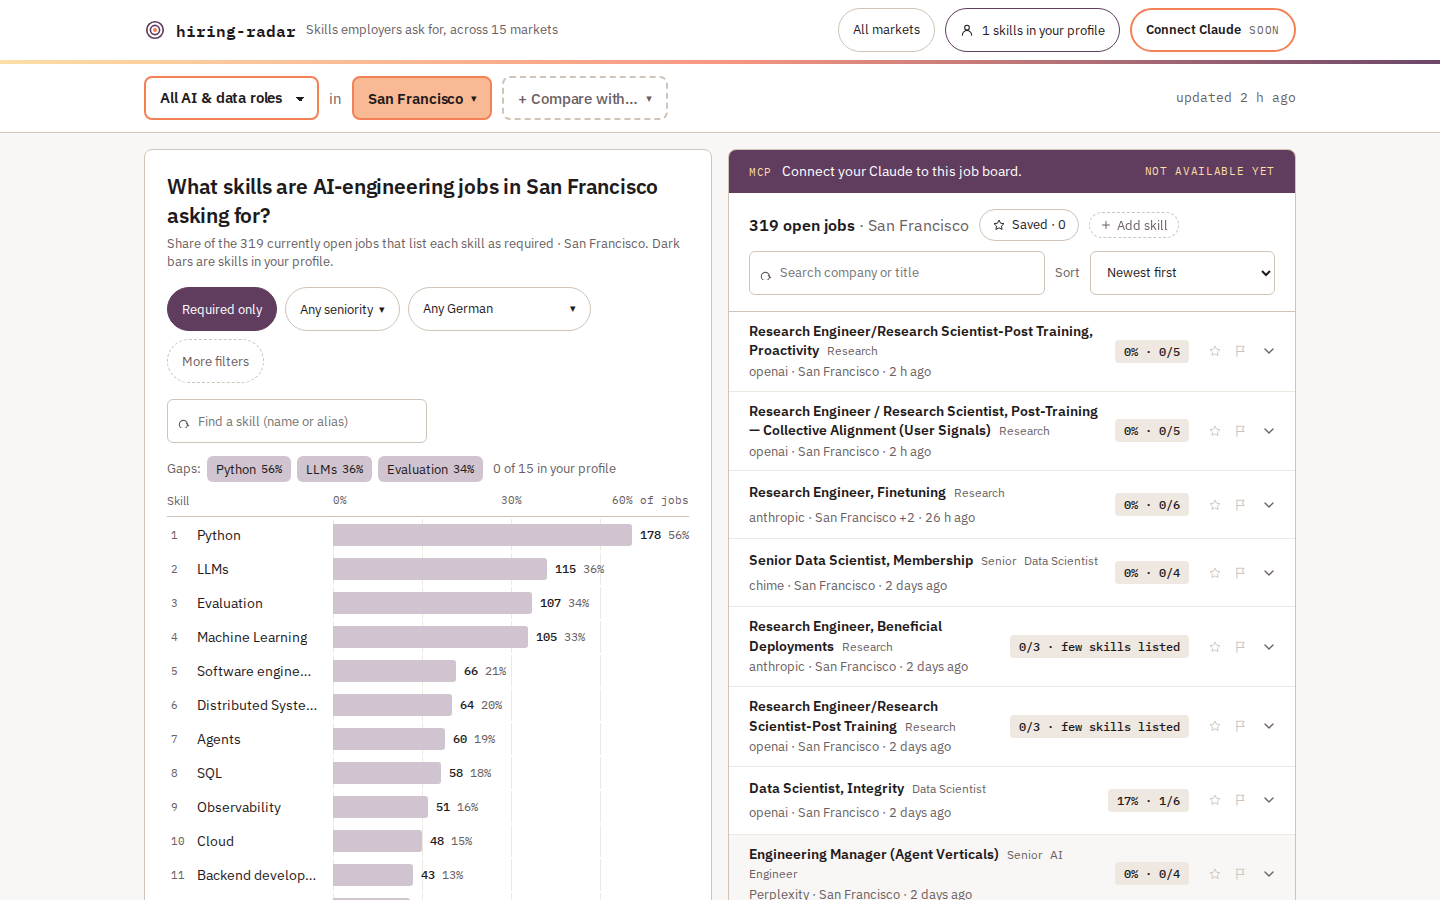 hiring-radar Skills employers ask for, across 15 markets
All markets
1 skills in your profile
Connect Claude SOON
All AI & data roles in San Francisco + Compare with...
updated 2 h ago
What skills are AI-engineering jobs in San Francisco
asking for?
Share of the 319 currently open jobs that list each skill as required · San Francisco. Dark
bars are skills in your profile.
Required only Any seniority Any German
More filters
Find a skill (name or alias)
Gaps: Python 56% LLMs 36% Evaluation 34% 0 of 15 in your profile
Skill 0% 30% 60% of jobs
1 Python 178 56%
2 LLMs 115 36%
3 Evaluation 107 34%
4 Machine Learning 105 33%
5 Software engine... 66 21%
6 Distributed Syste... 64 20%
7 Agents 60 19%
8 SQL 58 18%
9 Observability 51 16%
10 Cloud 48 15%
11 Backend develop... 43 13%
MCP Connect your Claude to this job board. NOT AVAILABLE YET
319 open jobs · San Francisco Saved · 0 + Add skill
Search company or title Sort Newest first
Research Engineer/Research Scientist-Post Training,
Proactivity Research
openai · San Francisco · 2 h ago
0% · 0/5
Research Engineer / Research Scientist, Post-Training
— Collective Alignment (User Signals) Research
openai · San Francisco · 2 h ago
0% · 0/5
Research Engineer, Finetuning Research
anthropic · San Francisco +2 · 26 h ago
0% · 0/6
Senior Data Scientist, Membership Senior Data Scientist
chime · San Francisco · 2 days ago
0% · 0/4
Research Engineer, Beneficial
Deployments Research
anthropic · San Francisco · 2 days ago
0/3 · few skills listed
Research Engineer/Research
Scientist-Post Training Research
openai · San Francisco · 2 days ago
0/3 · few skills listed
Data Scientist, Integrity Data Scientist
openai · San Francisco · 2 days ago
17% · 1/6
Engineering Manager (Agent Verticals) Senior AI
Engineer
Perplexity · San Francisco · 2 days ago
0% · 0/4